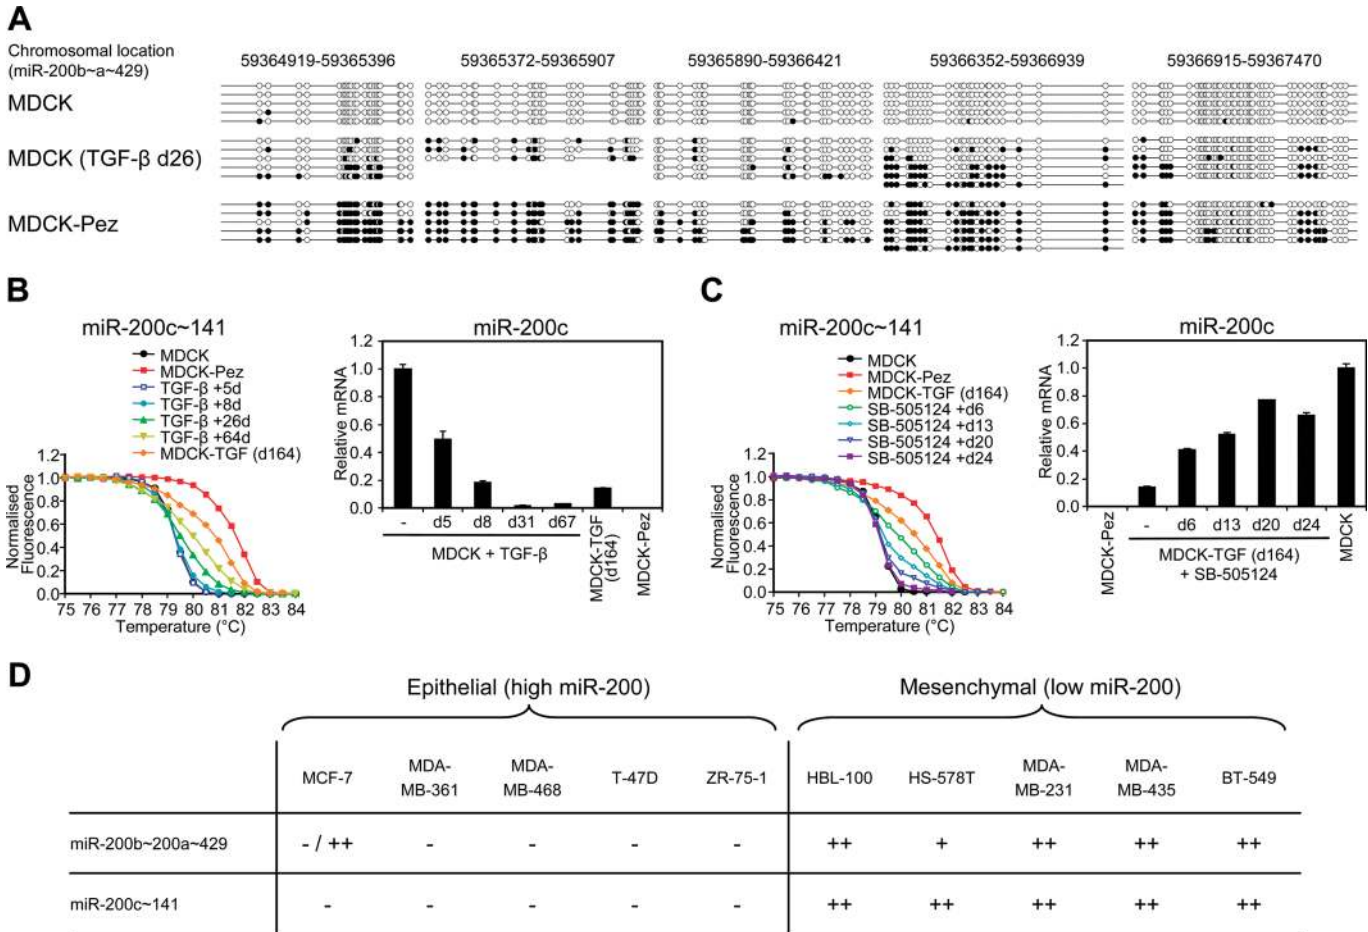 A
Chromosomal location
(miR-200b~a~429)
59364919-59365396
59365372-59365907
59365890-59366421
59366352-59366939
59366915-59367470
MDCK
MDCK (TGF-β d26)
MDCK-Pez
B
miR-200c~141
MDCK
MDCK-Pez
TGF-β +5d
TGF-β +8d
TGF-β +26d
TGF-β +64d
MDCK-TGF (d164)
Normalised
Fluorescence
1.2
1.0
0.8
0.6
0.4
0.2
0.0
75 76 77 78 79 80 81 82 83 84
Temperature (°C)
miR-200c
Relative mRNA
1.2
1.0
0.8
0.6
0.4
0.2
0.0
- d5 d8 d31 d67
MDCK + TGF-β
MDCK-TGF
(d164)
MDCK-Pez
C
miR-200c~141
MDCK
MDCK-Pez
MDCK-TGF (d164)
SB-505124 +d6
SB-505124 +d13
SB-505124 +d20
SB-505124 +d24
Normalised
Fluorescence
1.2
1.0
0.8
0.6
0.4
0.2
0.0
75 76 77 78 79 80 81 82 83 84
Temperature (°C)
miR-200c
Relative mRNA
1.2
1.0
0.8
0.6
0.4
0.2
0.0
MDCK-Pez
- d6 d13 d20 d24
MDCK-TGF (d164)
+ SB-505124
MDCK
D
Epithelial (high miR-200)
Mesenchymal (low miR-200)
MCF-7
MDA-
MB-361
MDA-
MB-468
T-47D
ZR-75-1
HBL-100
HS-578T
MDA-
MB-231
MDA-
MB-435
BT-549
miR-200b~200a~429 - / ++ - - - - ++ + ++ ++ ++
miR-200c~141 - - - - - ++ ++ ++ ++ ++